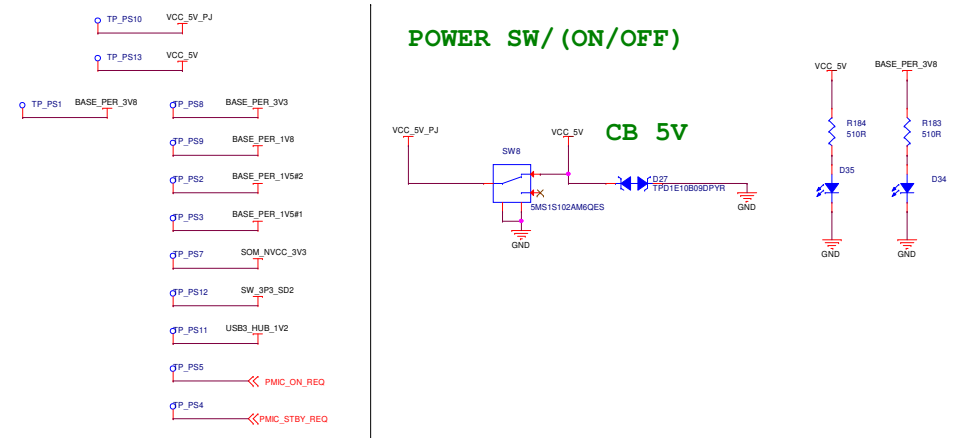 TP_PS10 VCC_5V_PJ
TP_PS13 VCC_5V
TP_PS1 BASE_PER_3V8
TP_PS8 BASE_PER_3V3
TP_PS9 BASE_PER_1V8
TP_PS2 BASE_PER_1V5#2
TP_PS3 BASE_PER_1V5#1
TP_PS7 SOM_NVCC_3V3
TP_PS12 SW_3P3_SD2
TP_PS11 USB3_HUB_1V2
TP_PS5
PMIC_ON_REQ
TP_PS4
PMIC_STBY_REQ
POWER SW/(ON/OFF)
CB 5V
VCC_5V_PJ
VCC_5V
SW8
D27
TPD1E10B09DPYR
5MS1S102AM6QES
GND
GND
VCC_5V
BASE_PER_3V8
R184
510R
R183
510R
D35
D34
GND
GND